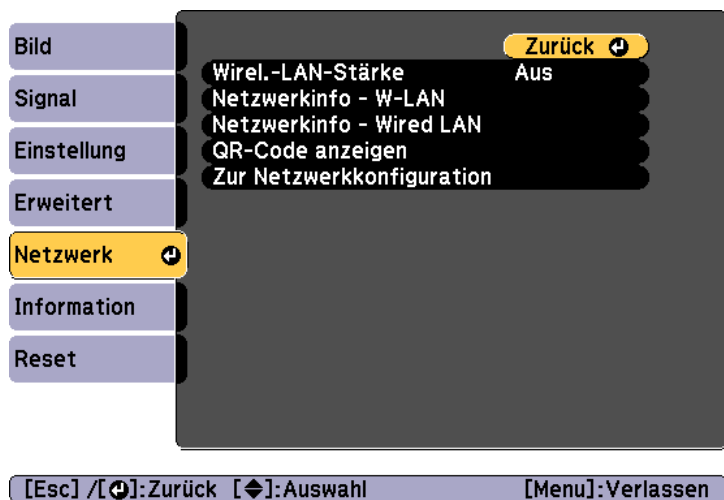 Bild
Signal
Einstellung
Erweitert
Netzwerk
Information
Reset
Zurück
Wirel.-LAN-Stärke Aus
Netzwerkinfo - W-LAN
Netzwerkinfo - Wired LAN
QR-Code anzeigen
Zur Netzwerkkonfiguration
[Esc] /[⏎]:Zurück [◆]:Auswahl [Menu]:Verlassen